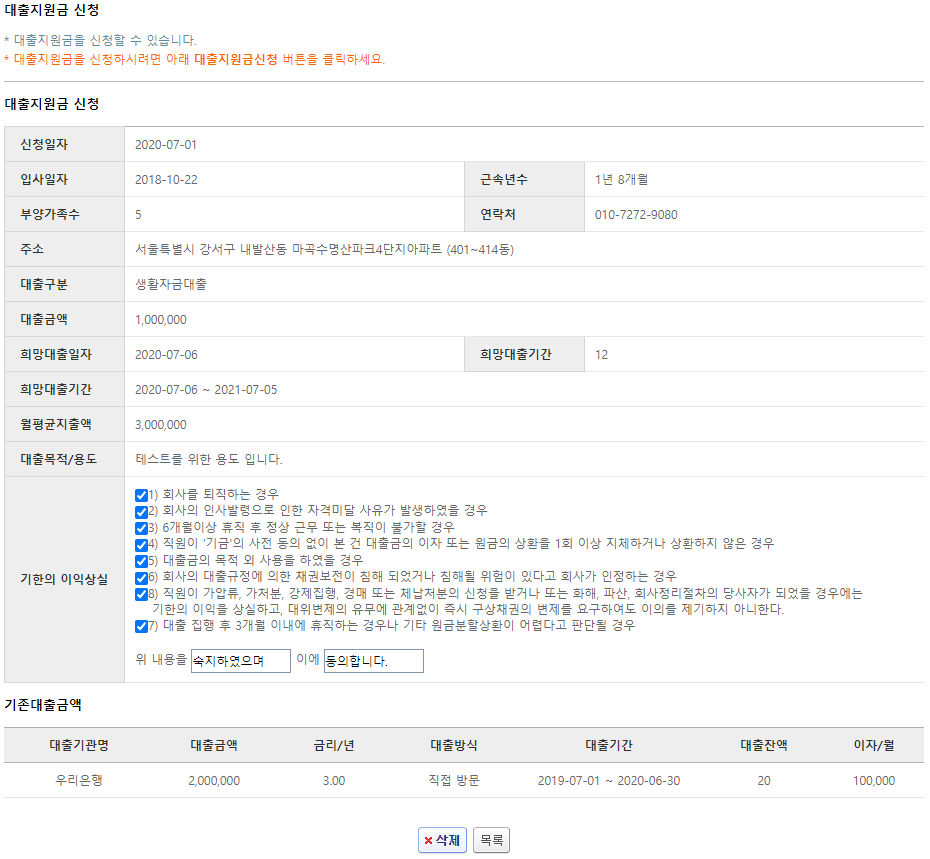 대출지원금 신청
* 대출지원금을 신청할 수 있습니다.
* 대출지원금을 신청하시려면 아래 대출지원금신청 버튼을 클릭하세요.
대출지원금 신청
신청일자 2020-07-01
입사일자 2018-10-22 근속년수 1년 8개월
부양가족수 5 연락처 010-7272-9080
주소 서울특별시 강서구 내발산동 마곡수명산파크4단지아파트 (401~414동)
대출구분 생활자금대출
대출금액 1,000,000
희망대출일자 2020-07-06 희망대출기간 12
희망대출기간 2020-07-06 ~ 2021-07-05
월평균지출액 3,000,000
대출목적/용도 테스트를 위한 용도 입니다.
기한의 이익상실
1) 회사를 퇴직하는 경우
2) 회사의 인사발령으로 인한 자격미달 사유가 발생하였을 경우
3) 6개월이상 휴직 후 정상 근무 또는 복직이 불가할 경우
4) 직원이 '기금'의 사전 동의 없이 본 건 대출금의 이자 또는 원금의 상환을 1회 이상 지체하거나 상환하지 않은 경우
5) 대출금의 목적 외 사용을 하였을 경우
6) 회사의 대출규정에 의한 채권보전이 침해 되었거나 침해될 위험이 있다고 회사가 인정하는 경우
8) 직원이 가압류, 가처분, 강제집행, 경매 또는 체납처분의 신청을 받거나 또는 화해, 파산, 회사정리절자의 당사자가 되었을 경우에는
기한의 이익을 상실하고, 대위변제의 유무에 관계없이 즉시 구상채권의 변제를 요구하여도 이의를 제기하지 아니한다.
7) 대출 집행 후 3개월 이내에 휴직하는 경우나 기타 원금분할상환이 어렵다고 판단될 경우
위 내용을 숙지하였으며 이에 동의합니다.
기존대출금액
대출기관명 대출금액 금리/년 대출방식 대출기간 대출잔액 이자/월
우리은행 2,000,000 3.00 직접 방문 2019-07-01 ~ 2020-06-30 20 100,000
삭제 목록